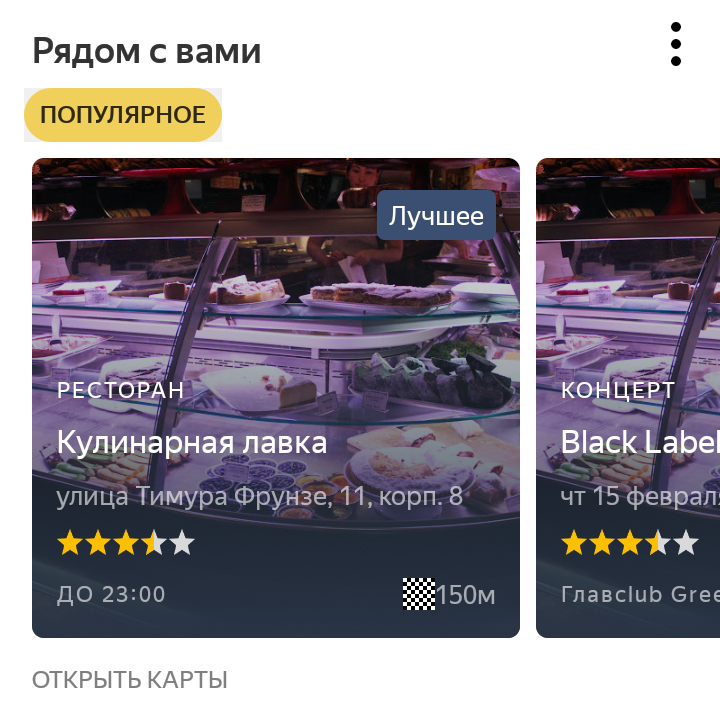 Рядом с вами
ПОПУЛЯРНОЕ
Лучшее
РЕСТОРАН
Кулинарная лавка
улица Тимура Фрунзе, 11, корп. 8
ДО 23:00
150м
КОНЦЕРТ
Black Label
чт 15 февраля
Главclub Gree
ОТКРЫТЬ КАРТЫ